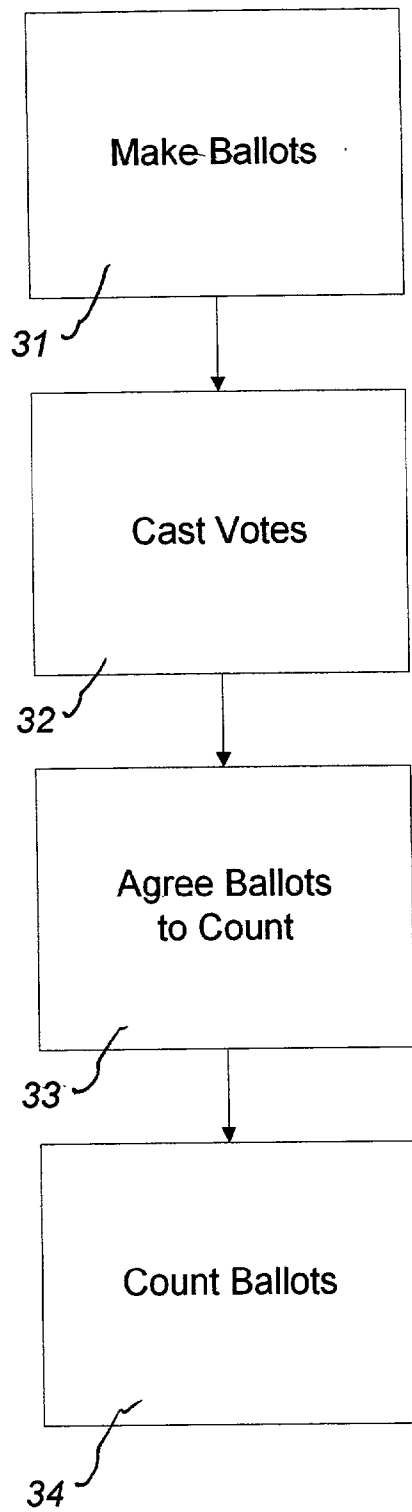 Make Ballots
31
Cast Votes
32
Agree Ballots
to Count
33
Count Ballots
34